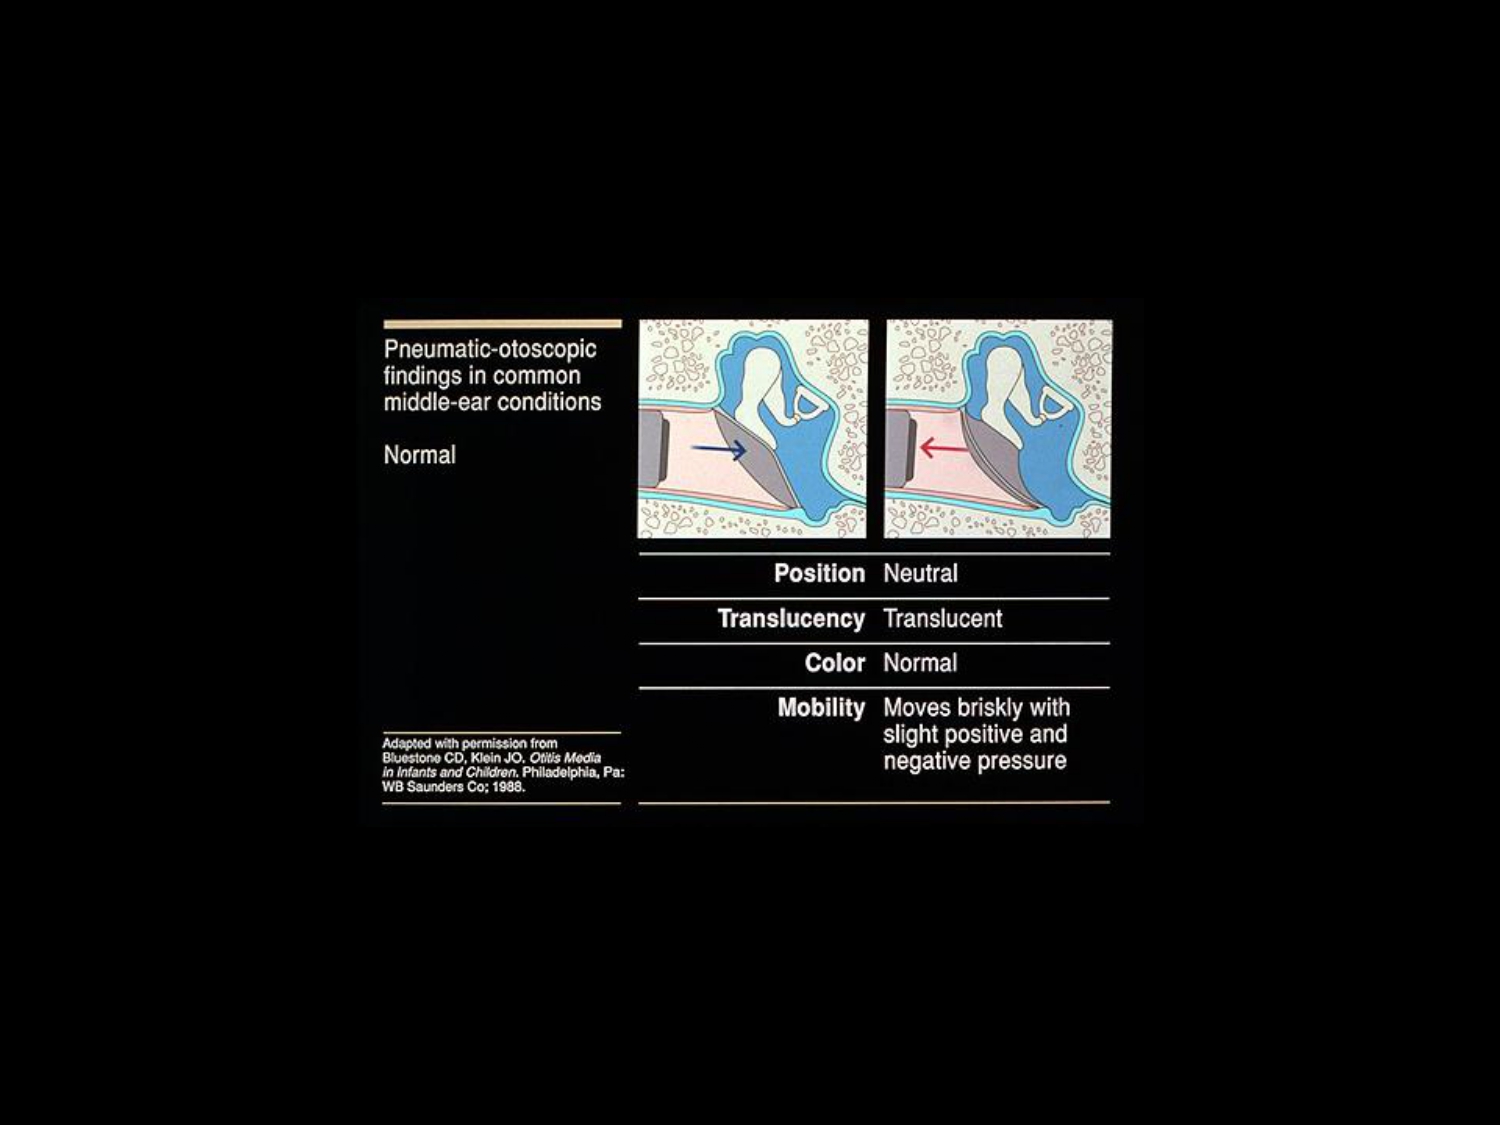 Pneumatic-otoscopic
findings in common
middle-ear conditions
Normal
Adapted with permission from
Bluestone CD, Klein JO. Otitis Media
in Infants and Children. Philadelphia, Pa:
WB Saunders Co; 1988.
Position Neutral
Translucency Translucent
Color Normal
Mobility Moves briskly with
slight positive and
negative pressure